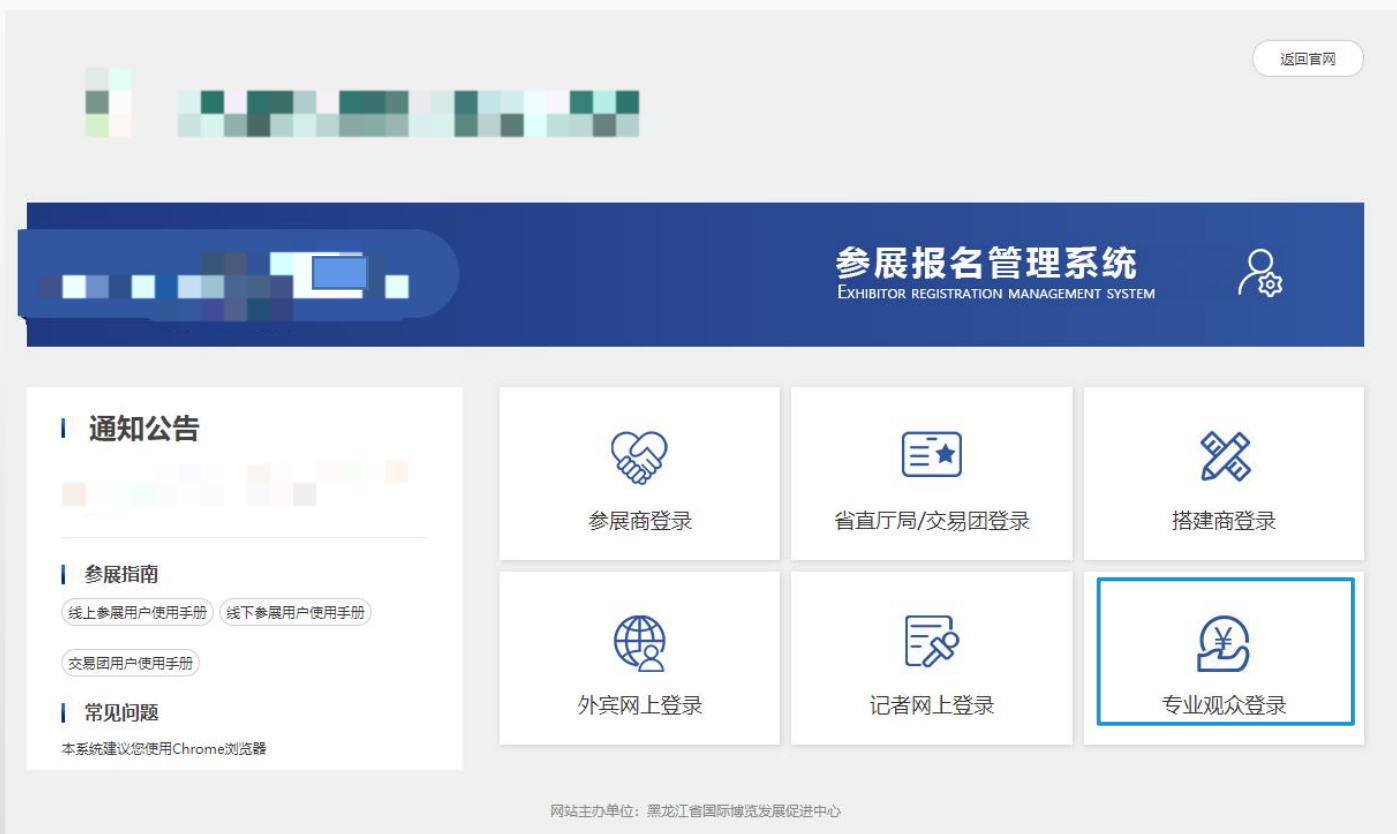 返回官网
参展报名管理系统
EXHIBITOR REGISTRATION MANAGEMENT SYSTEM
通知公告
参展指南
线上参展用户使用手册 线下参展用户使用手册
交易团用户使用手册
常见问题
本系统建议您使用Chrome浏览器
参展商登录 省直厅局/交易团登录 搭建商登录
外宾网上登录 记者网上登录 专业观众登录
网站主办单位：黑龙江省国际博览发展促进中心